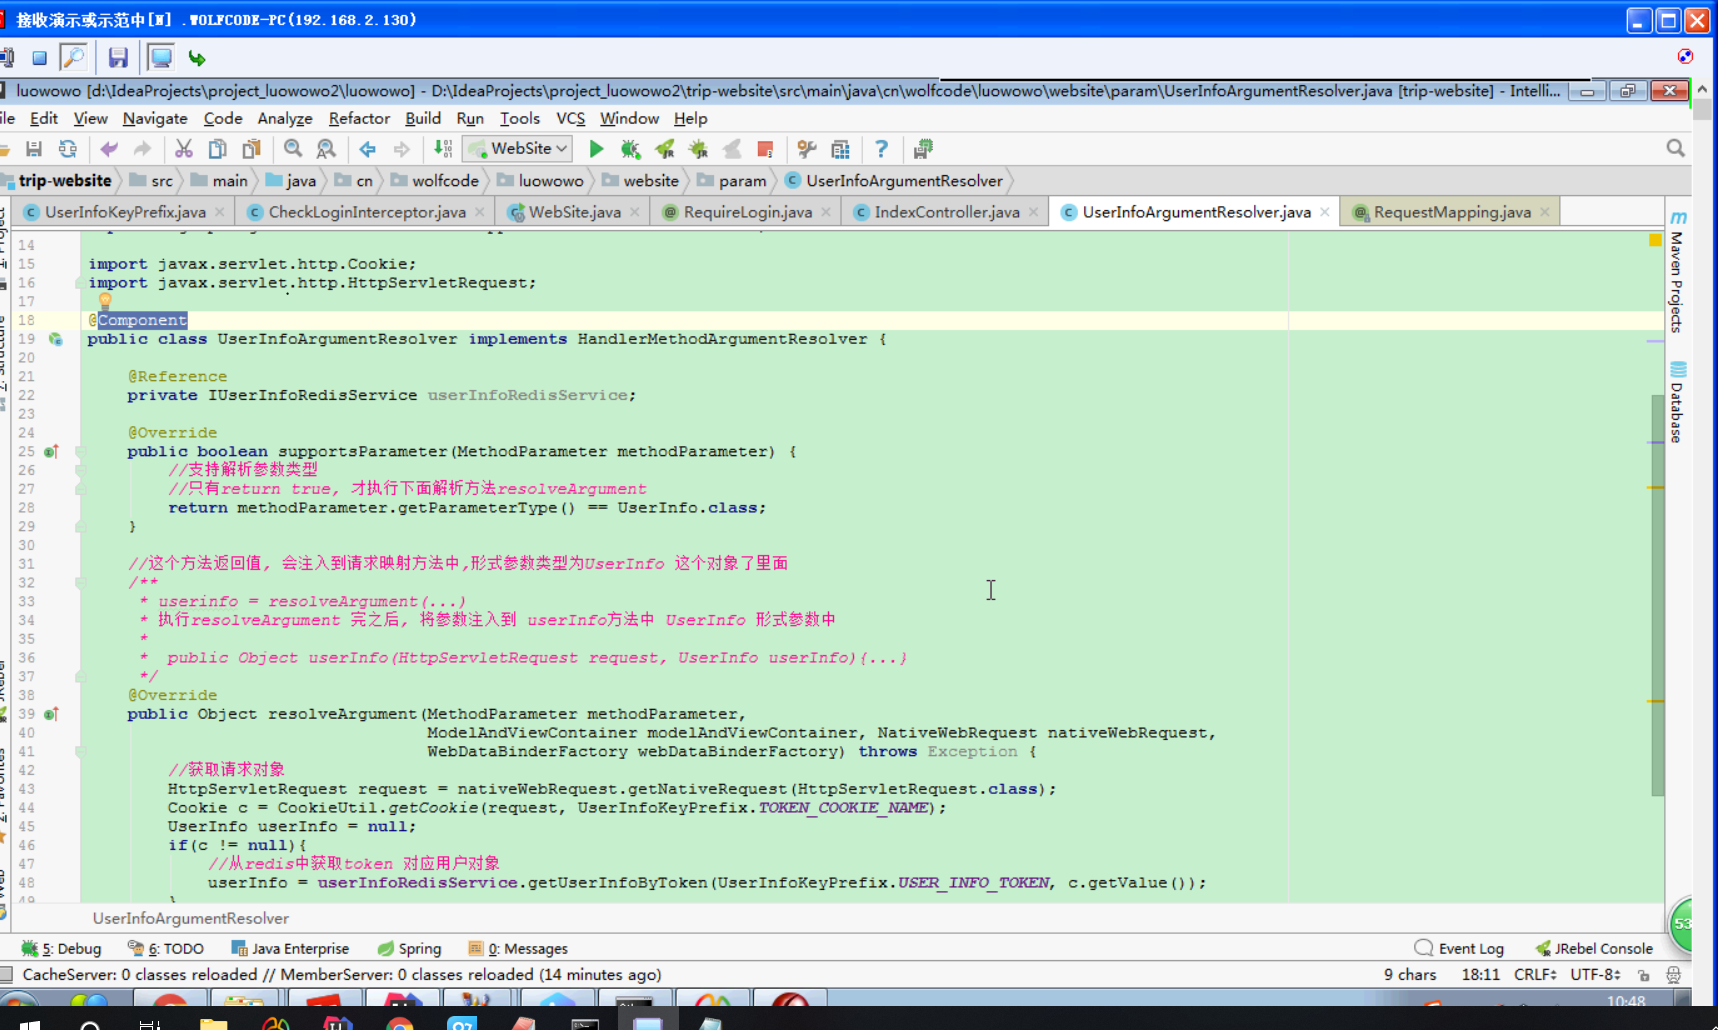 接收演示或示范中[N] .WOLFCODE-PC(192.168.2.130)
luowowo [d:\IdeaProjects\project_luowowo2\luowowo] - D:\IdeaProjects\project_luowowo2\trip-website\src\main\java\cn\wolfcode\luowowo\website\param\UserInfoArgumentResolver.java [trip-website] - Intelli...
Edit View Navigate Code Analyze Refactor Build Run Tools VCS Window Help
WebSite
trip-website src main java cn wolfcode luowowo website param UserInfoArgumentResolver
UserInfoKeyPrefix.java CheckLoginInterceptor.java WebSite.java RequireLogin.java IndexController.java UserInfoArgumentResolver.java RequestMapping.java
14
15 import javax.servlet.http.Cookie;
16 import javax.servlet.http.HttpServletRequest;
17
18 @Component
19 public class UserInfoArgumentResolver implements HandlerMethodArgumentResolver {
20
21 @Reference
22 private IUserInfoRedisService userInfoRedisService;
23
24 @Override
25 public boolean supportsParameter(MethodParameter methodParameter) {
26 //支持解析参数类型
27 //只有return true, 才执行下面解析方法resolveArgument
28 return methodParameter.getParameterType() == UserInfo.class;
29 }
30
31 //这个方法返回值, 会注入到请求映射方法中,形式参数类型为UserInfo 这个对象了里面
32 /**
33 * userinfo = resolveArgument(...)
34 * 执行resolveArgument 完之后, 将参数注入到 userInfo方法中 UserInfo 形式参数中
35 *
36 * public Object userInfo(HttpServletRequest request, UserInfo userInfo){...}
37 */
38 @Override
39 public Object resolveArgument(MethodParameter methodParameter,
40 ModelAndViewContainer modelAndViewContainer, NativeWebRequest nativeWebRequest,
41 WebDataBinderFactory webDataBinderFactory) throws Exception {
42 //获取请求对象
43 HttpServletRequest request = nativeWebRequest.getNativeRequest(HttpServletRequest.class);
44 Cookie c = CookieUtil.getCookie(request, UserInfoKeyPrefix.TOKEN_COOKIE_NAME);
45 UserInfo userInfo = null;
46 if(c != null){
47 //从redis中获取token 对应用户对象
48 userInfo = userInfoRedisService.getUserInfoByToken(UserInfoKeyPrefix.USER_INFO_TOKEN, c.getValue());
49 }
Maven Projects
Database
53
UserInfoArgumentResolver
5: Debug 6: TODO Java Enterprise Spring 0: Messages Event Log JRebel Console
CacheServer: 0 classes reloaded // MemberServer: 0 classes reloaded (14 minutes ago) 9 chars 18:11 CRLF UTF-8
10:48